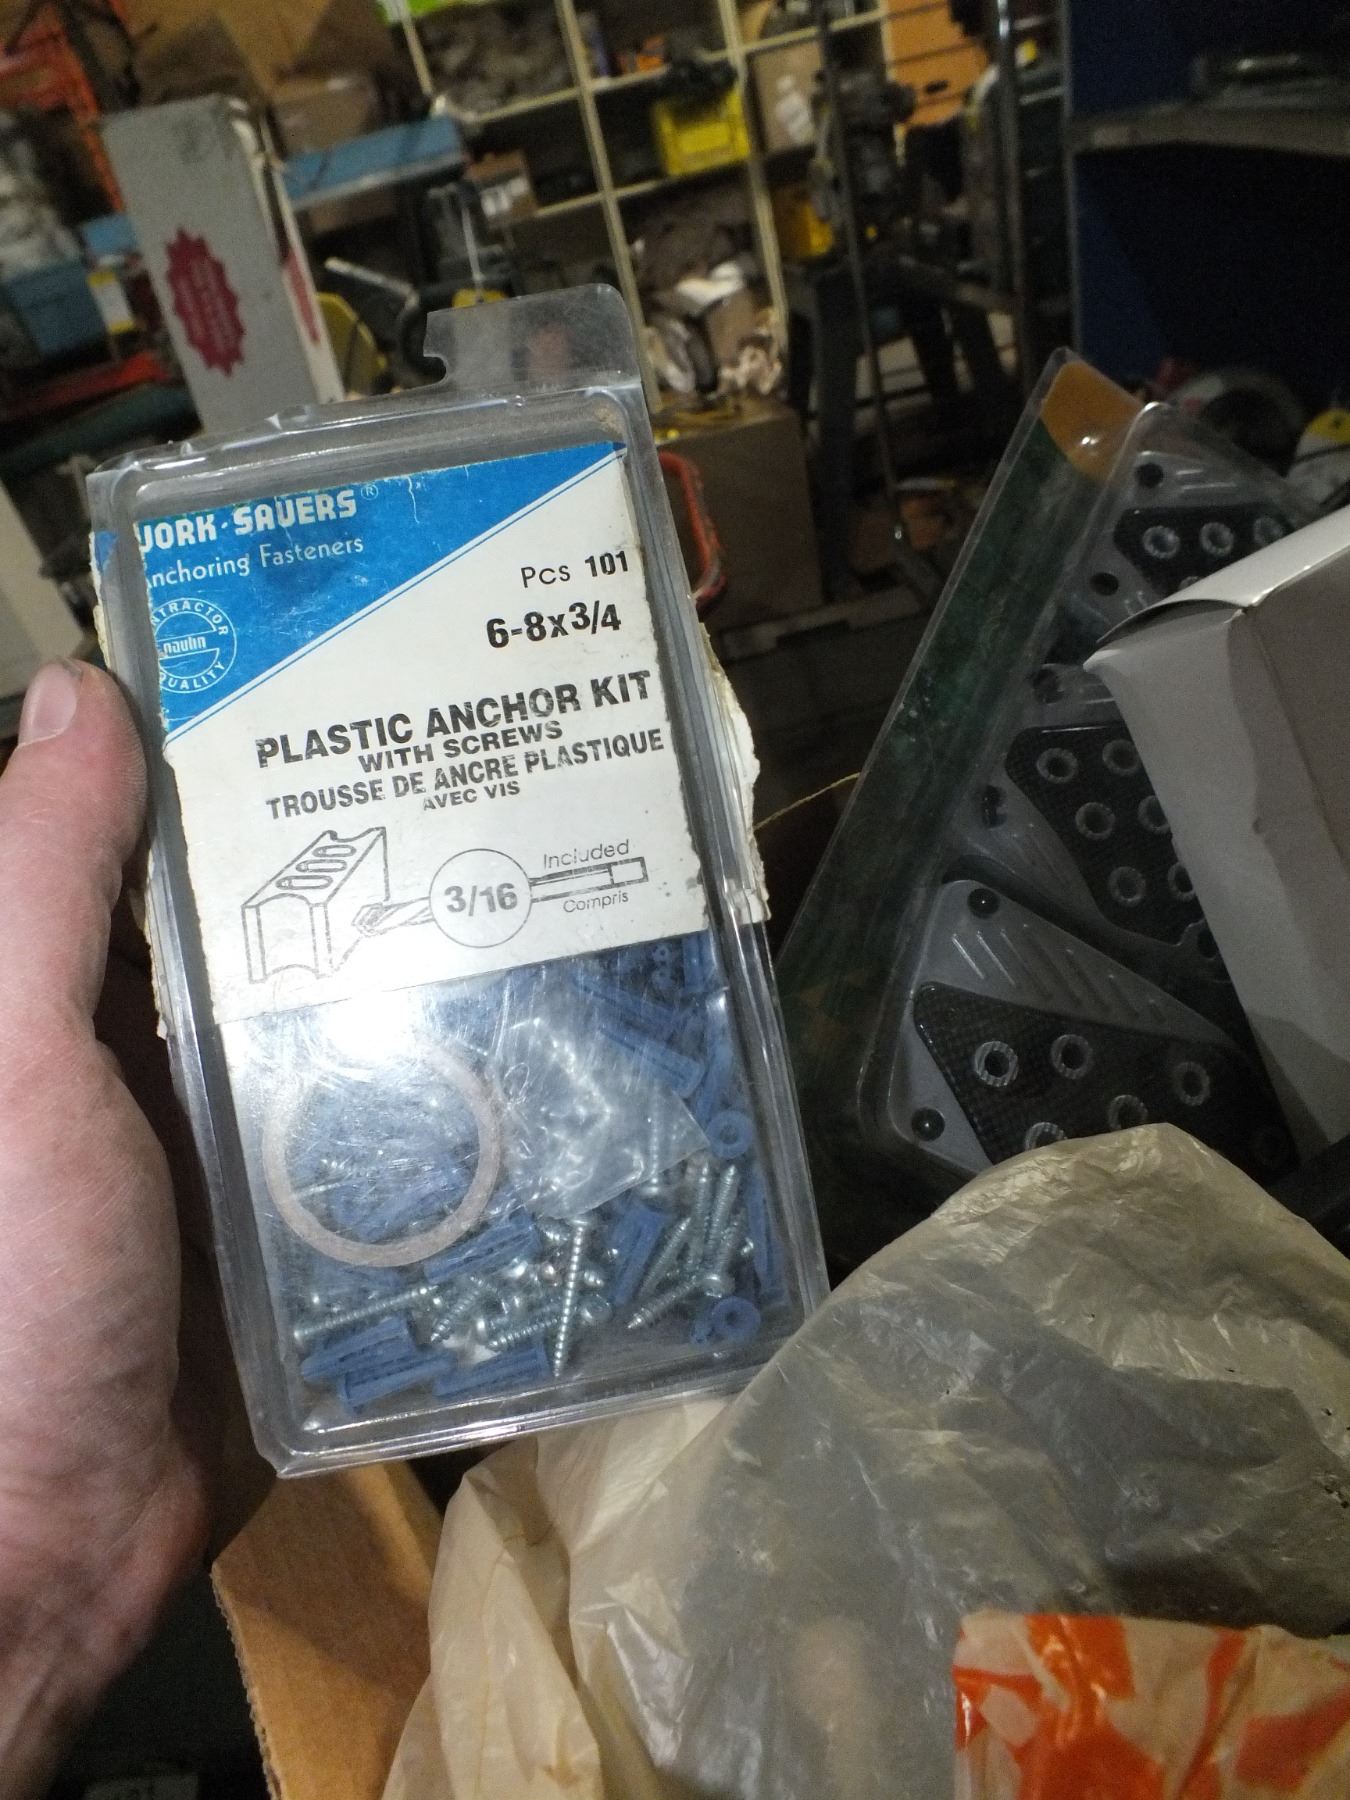 WORK·SAVERS®
Anchoring Fasteners
CONTRACTOR
paulin
QUALITY
Pcs 101
6-8x3/4
PLASTIC ANCHOR KIT
WITH SCREWS
TROUSSE DE ANCRE PLASTIQUE
AVEC VIS
3/16
Included
Compris